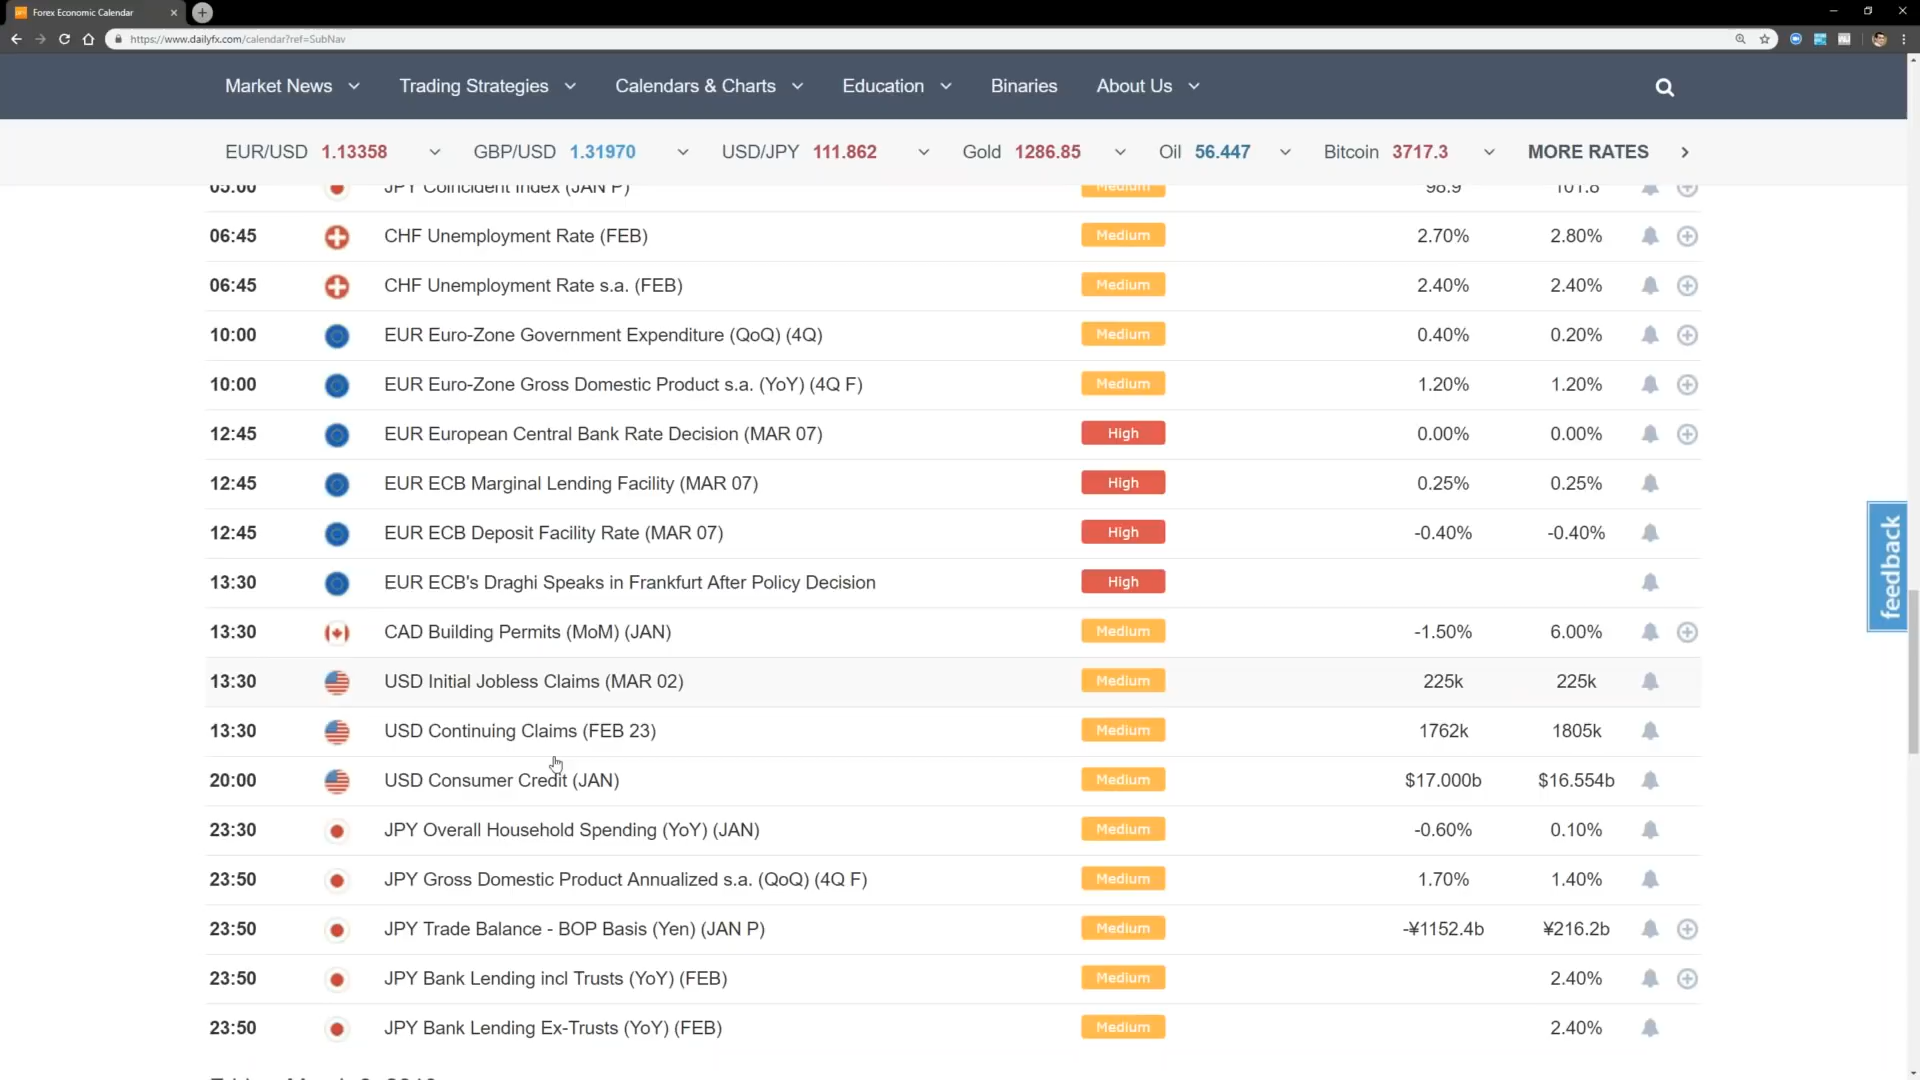 Forex Economic Calendar
https://www.dailyfx.com/calendar?ref=SubNav
Market News Trading Strategies Calendars & Charts Education Binaries About Us
EUR/USD 1.13358 GBP/USD 1.31970 USD/JPY 111.862 Gold 1286.85 Oil 56.447 Bitcoin 3717.3 MORE RATES
05:00 JPY Coincident Index (JAN P) Medium 98.9 101.8
06:45 CHF Unemployment Rate (FEB) Medium 2.70% 2.80%
06:45 CHF Unemployment Rate s.a. (FEB) Medium 2.40% 2.40%
10:00 EUR Euro-Zone Government Expenditure (QoQ) (4Q) Medium 0.40% 0.20%
10:00 EUR Euro-Zone Gross Domestic Product s.a. (YoY) (4Q F) Medium 1.20% 1.20%
12:45 EUR European Central Bank Rate Decision (MAR 07) High 0.00% 0.00%
12:45 EUR ECB Marginal Lending Facility (MAR 07) High 0.25% 0.25%
12:45 EUR ECB Deposit Facility Rate (MAR 07) High -0.40% -0.40%
13:30 EUR ECB's Draghi Speaks in Frankfurt After Policy Decision High
feedback
13:30 CAD Building Permits (MoM) (JAN) Medium -1.50% 6.00%
13:30 USD Initial Jobless Claims (MAR 02) Medium 225k 225k
13:30 USD Continuing Claims (FEB 23) Medium 1762k 1805k
20:00 USD Consumer Credit (JAN) Medium $17.000b $16.554b
23:30 JPY Overall Household Spending (YoY) (JAN) Medium -0.60% 0.10%
23:50 JPY Gross Domestic Product Annualized s.a. (QoQ) (4Q F) Medium 1.70% 1.40%
23:50 JPY Trade Balance - BOP Basis (Yen) (JAN P) Medium -¥1152.4b ¥216.2b
23:50 JPY Bank Lending incl Trusts (YoY) (FEB) Medium 2.40%
23:50 JPY Bank Lending Ex-Trusts (YoY) (FEB) Medium 2.40%